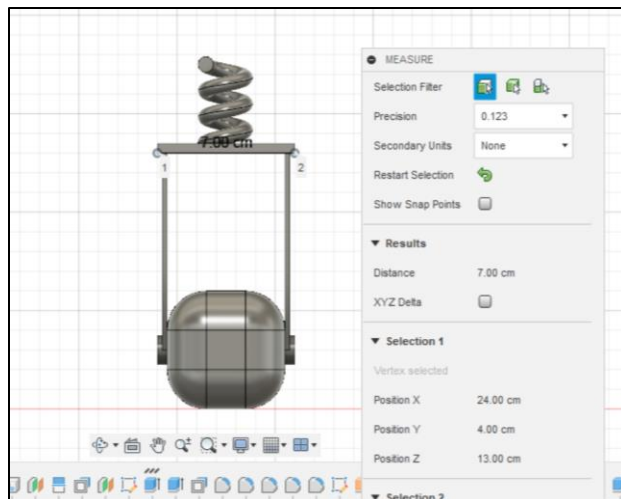 7.00 cm
1
2
MEASURE
Selection Filter
Precision 0.123
Secondary Units None
Restart Selection
Show Snap Points
Results
Distance 7.00 cm
XYZ Delta
Selection 1
Vertex selected
Position X 24.00 cm
Position Y 4.00 cm
Position Z 13.00 cm
Selection 2